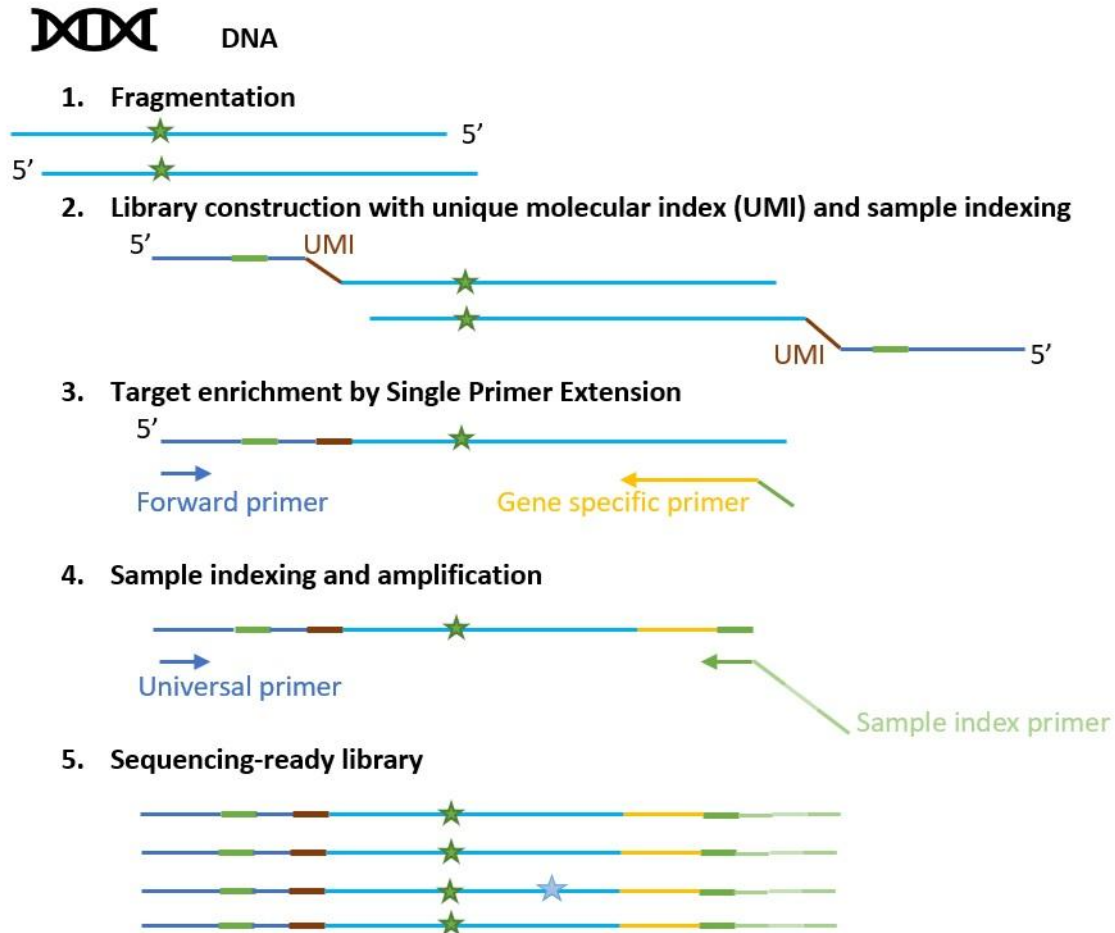 DNA
1. Fragmentation
5’
5’
2. Library construction with unique molecular index (UMI) and sample indexing
5’ UMI
UMI 5’
3. Target enrichment by Single Primer Extension
5’
Forward primer Gene specific primer
4. Sample indexing and amplification
Universal primer
Sample index primer
5. Sequencing-ready library